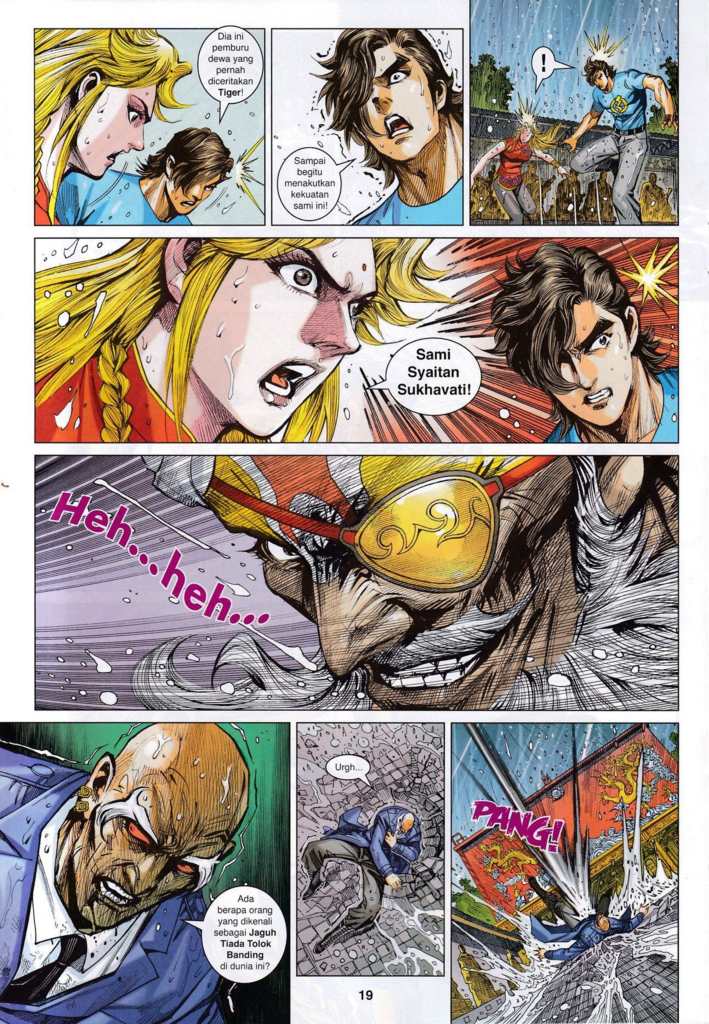 Dia ini
pemburu
dewa yang
pernah
diceritakan
Tiger!
Sampai
begitu
menakutkan
kekuatan
sami ini!
!
Sami
Syaitan
Sukhavati!
Heh...heh...
Ada
berapa orang
yang dikenali
sebagai Jaguh
Tiada Tolok
Banding
di dunia ini?
Urgh...
PANG!
19